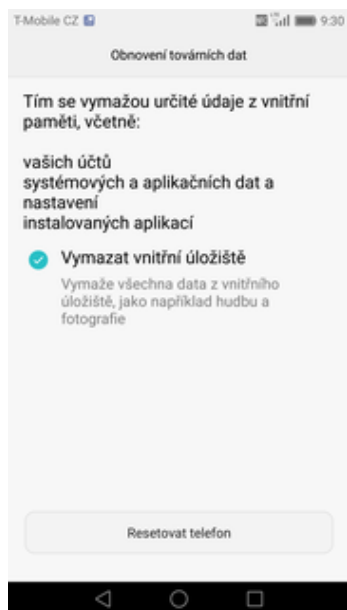 T-Mobile CZ 9:30
Obnovení továrních dat
Tím se vymažou určité údaje z vnitřní
paměti, včetně:
vašich účtů
systémových a aplikačních dat a
nastavení
instalovaných aplikací
Vymazat vnitřní úložiště
Vymaže všechna data z vnitřního
úložiště, jako například hudbu a
fotografie
Resetovat telefon